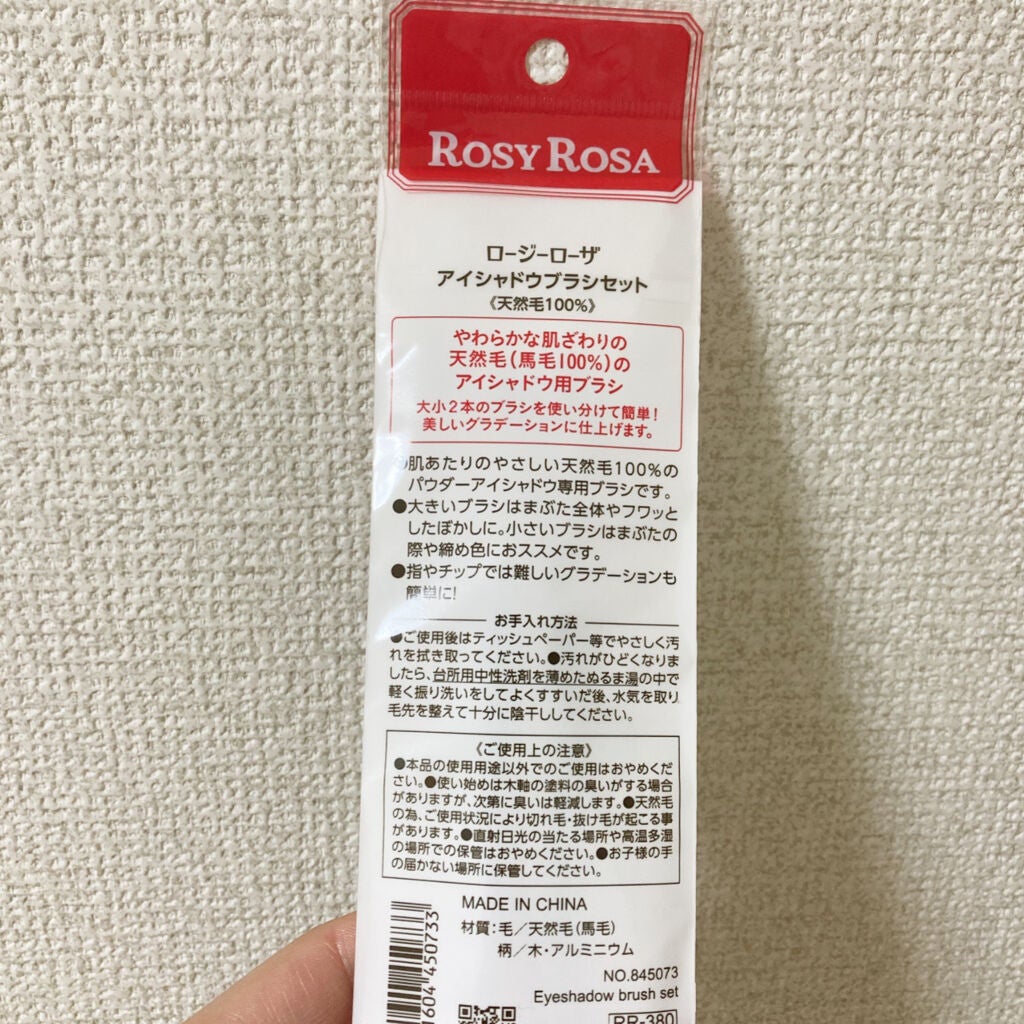 ROSY ROSA
ロージーローザ
アイシャドウブラシセット
《天然毛100%》
やわらかな肌ざわりの
天然毛(馬毛100%)の
アイシャドウ用ブラシ
大小2本のブラシを使い分けて簡単!
美しいグラデーションに仕上げます。
●肌あたりのやさしい天然毛100%の
パウダーアイシャドウ専用ブラシです。
●大きいブラシはまぶた全体やフワッと
したぼかしに。小さいブラシはまぶたの
際や締め色におススメです。
●指やチップでは難しいグラデーションも
簡単に!
お手入れ方法
●ご使用後はティッシュペーパー等でやさしく汚
れを拭き取ってください。●汚れがひどくなりま
したら、台所用中性洗剤を薄めたぬるま湯の中で
軽く振り洗いをしてよくすすいだ後、水気を取り
毛先を整えて十分に陰干ししてください。
《ご使用上の注意》
●本品の使用用途以外でのご使用はおやめくだ
さい。●使い始めは木軸の塗料の臭いがする場合
がありますが、次第に臭いは軽減します。●天然毛
の為、ご使用状況により切れ毛・抜け毛が起こる事
があります。●直射日光の当たる場所や高温多湿
の場所での保管はおやめください。●お子様の手
の届かない場所に保管してください。
MADE IN CHINA
材質:毛/天然毛(馬毛)
柄/木・アルミニウム
NO.845073
Eyeshadow brush set
RR-380
1604 450733